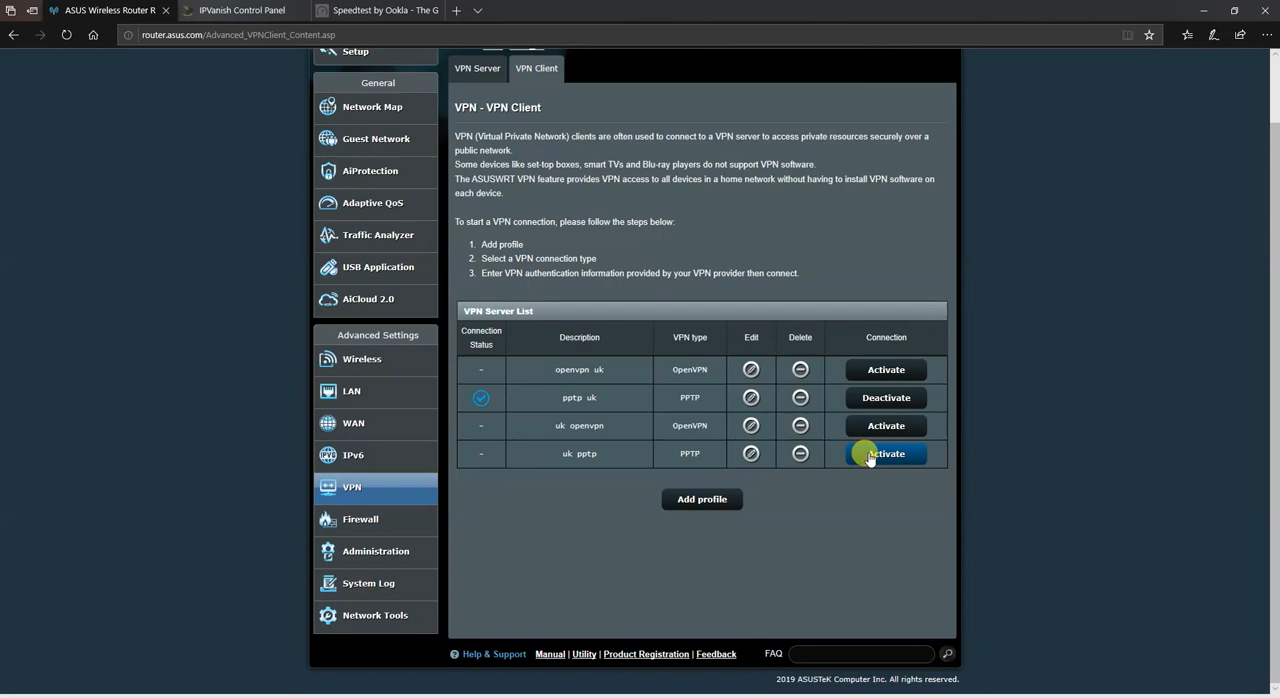 ASUS Wireless Router R
IPVanish Control Panel
Speedtest by Ookla - The G
router.asus.com/Advanced_VPNClient_Content.asp
Setup
General
Network Map
Guest Network
AiProtection
Adaptive QoS
Traffic Analyzer
USB Application
AiCloud 2.0
Advanced Settings
Wireless
LAN
WAN
IPv6
VPN
Firewall
Administration
System Log
Network Tools
VPN Server VPN Client
VPN - VPN Client
VPN (Virtual Private Network) clients are often used to connect to a VPN server to access private resources securely over a
public network.
Some devices like set-top boxes, smart TVs and Blu-ray players do not support VPN software.
The ASUSWRT VPN feature provides VPN access to all devices in a home network without having to install VPN software on
each device.
To start a VPN connection, please follow the steps below:
1. Add profile
2. Select a VPN connection type
3. Enter VPN authentication information provided by your VPN provider then connect.
VPN Server List
Connection Status Description VPN type Edit Delete Connection
- openvpn uk OpenVPN Activate
pptp uk PPTP Deactivate
- uk openvpn OpenVPN Activate
- uk pptp PPTP Activate
Add profile
Help & Support Manual | Utility | Product Registration | Feedback FAQ
2019 ASUSTeK Computer Inc. All rights reserved.